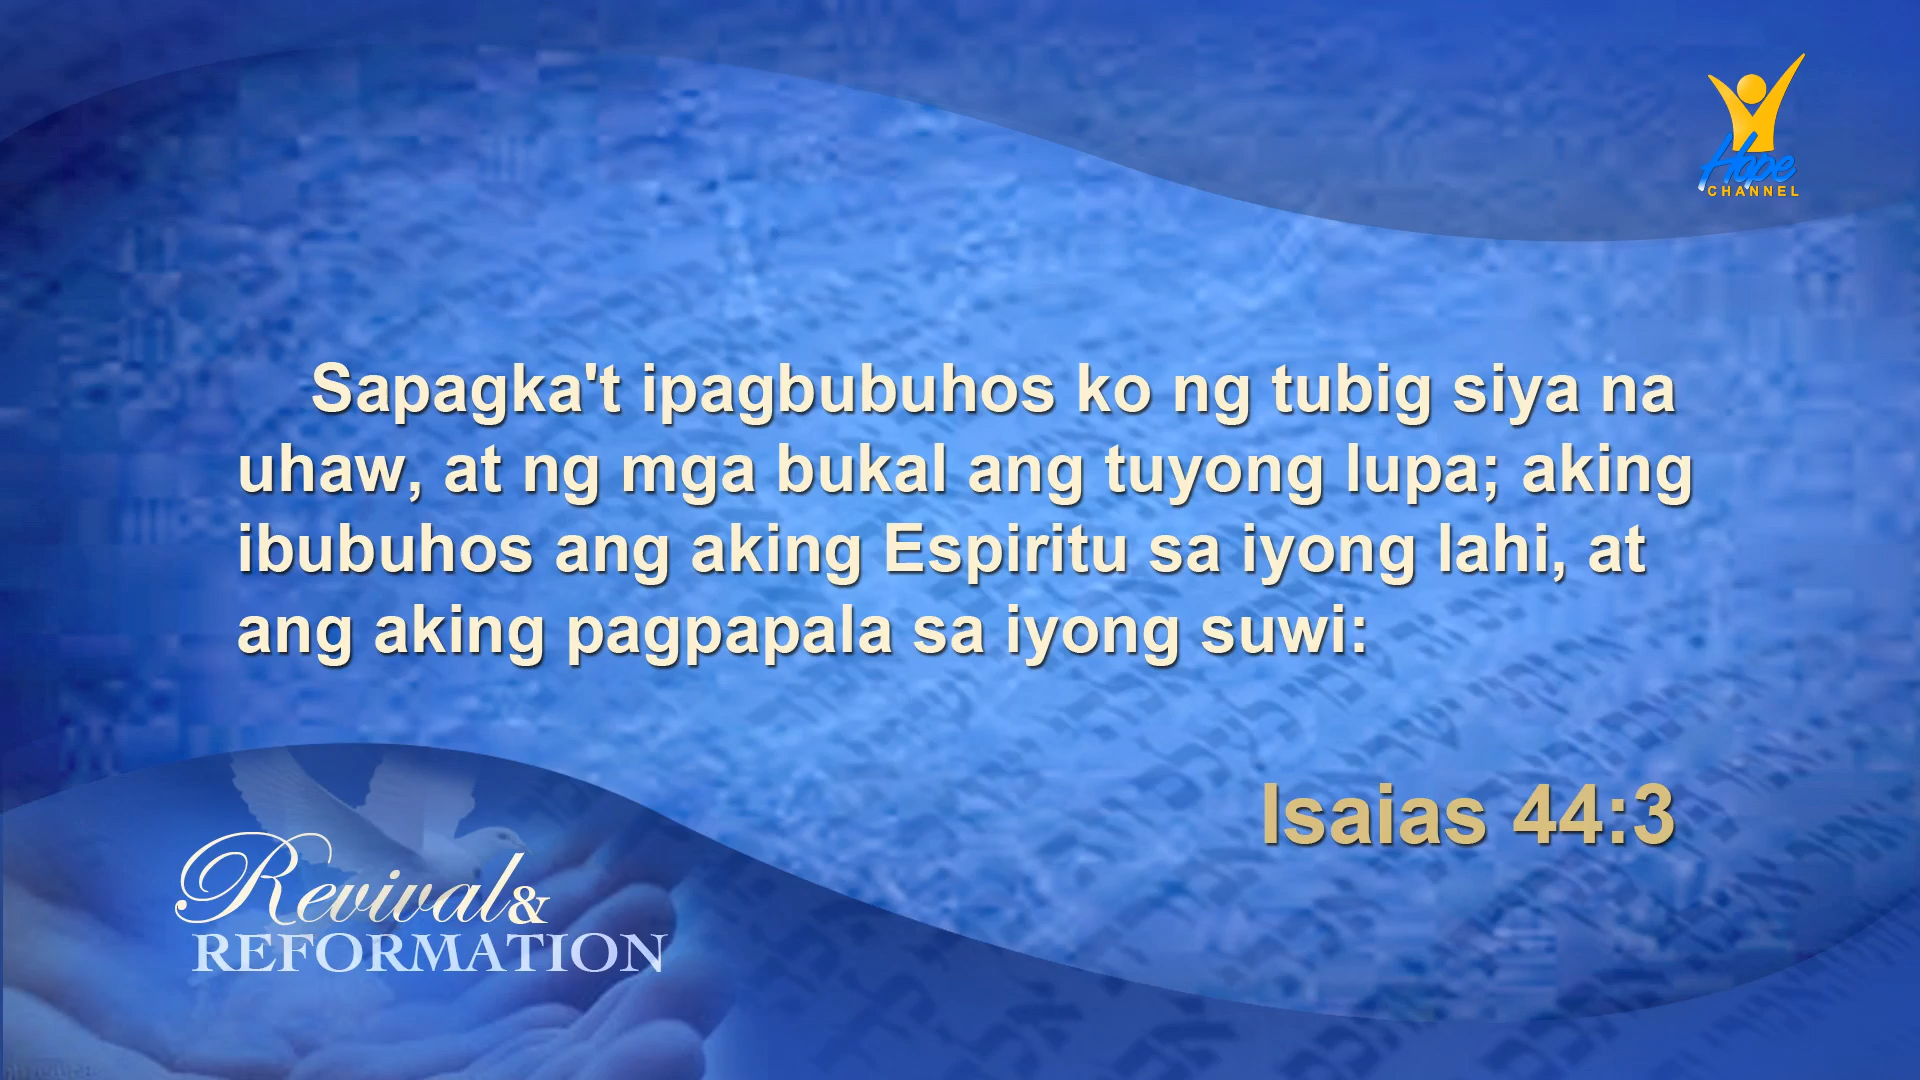 Hope
CHANNEL
Sapagka't ipagbubuhos ko ng tubig siya na
uhaw, at ng mga bukal ang tuyong lupa; aking
ibubuhos ang aking Espiritu sa iyong lahi, at
ang aking pagpapala sa iyong suwi:
Isaias 44:3
Revival&
REFORMATION